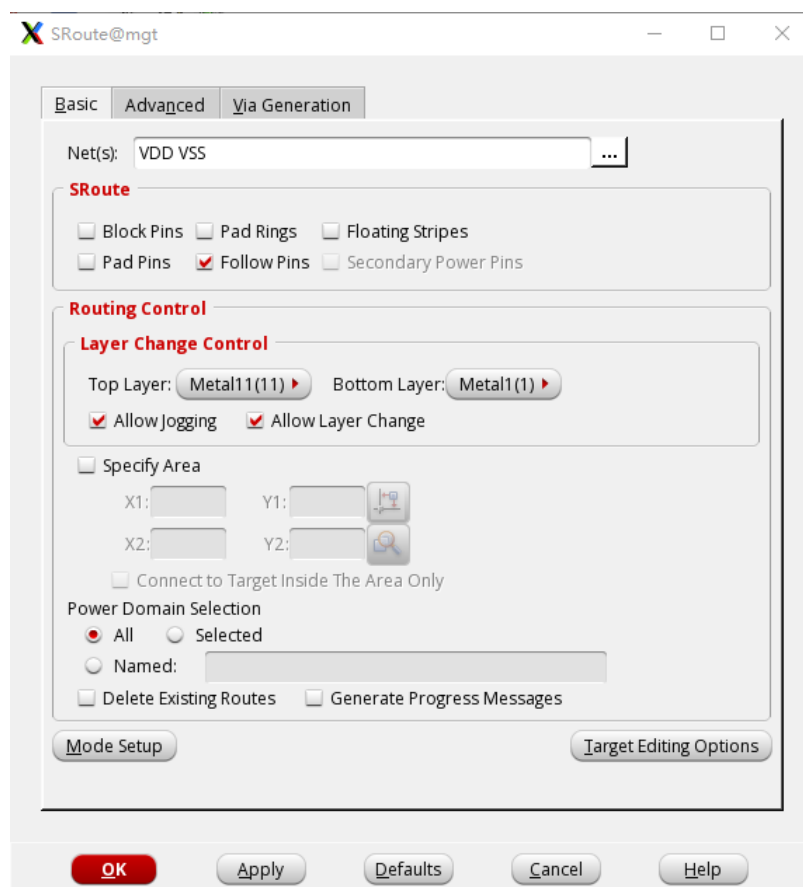 SRoute@mgt
Basic Advanced Via Generation
Net(s): VDD VSS ...
SRoute
Block Pins Pad Rings Floating Stripes
Pad Pins Follow Pins Secondary Power Pins
Routing Control
Layer Change Control
Top Layer: Metal11(11) Bottom Layer: Metal1(1)
Allow Jogging Allow Layer Change
Specify Area
X1: Y1:
X2: Y2:
Connect to Target Inside The Area Only
Power Domain Selection
All Selected
Named:
Delete Existing Routes Generate Progress Messages
Mode Setup Target Editing Options
OK Apply Defaults Cancel Help